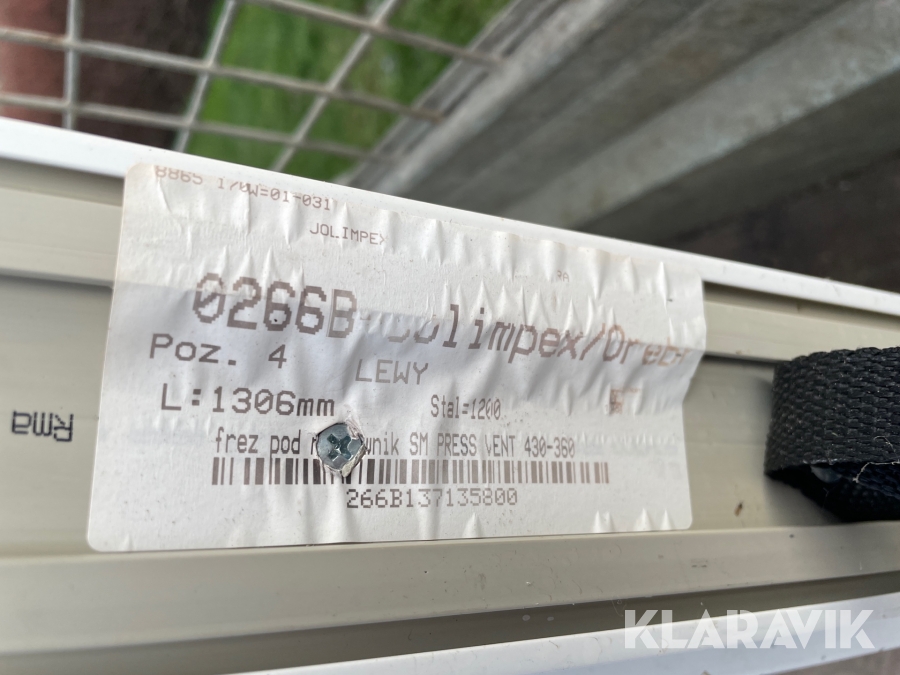 8865 170W=01-031
JOLIMPEX
0266B
Poz. 4
LEWY
L:1306mm
Stal=1200
frez pod SM PRESS VENT 430-360
266B137135800
KLARAVIK